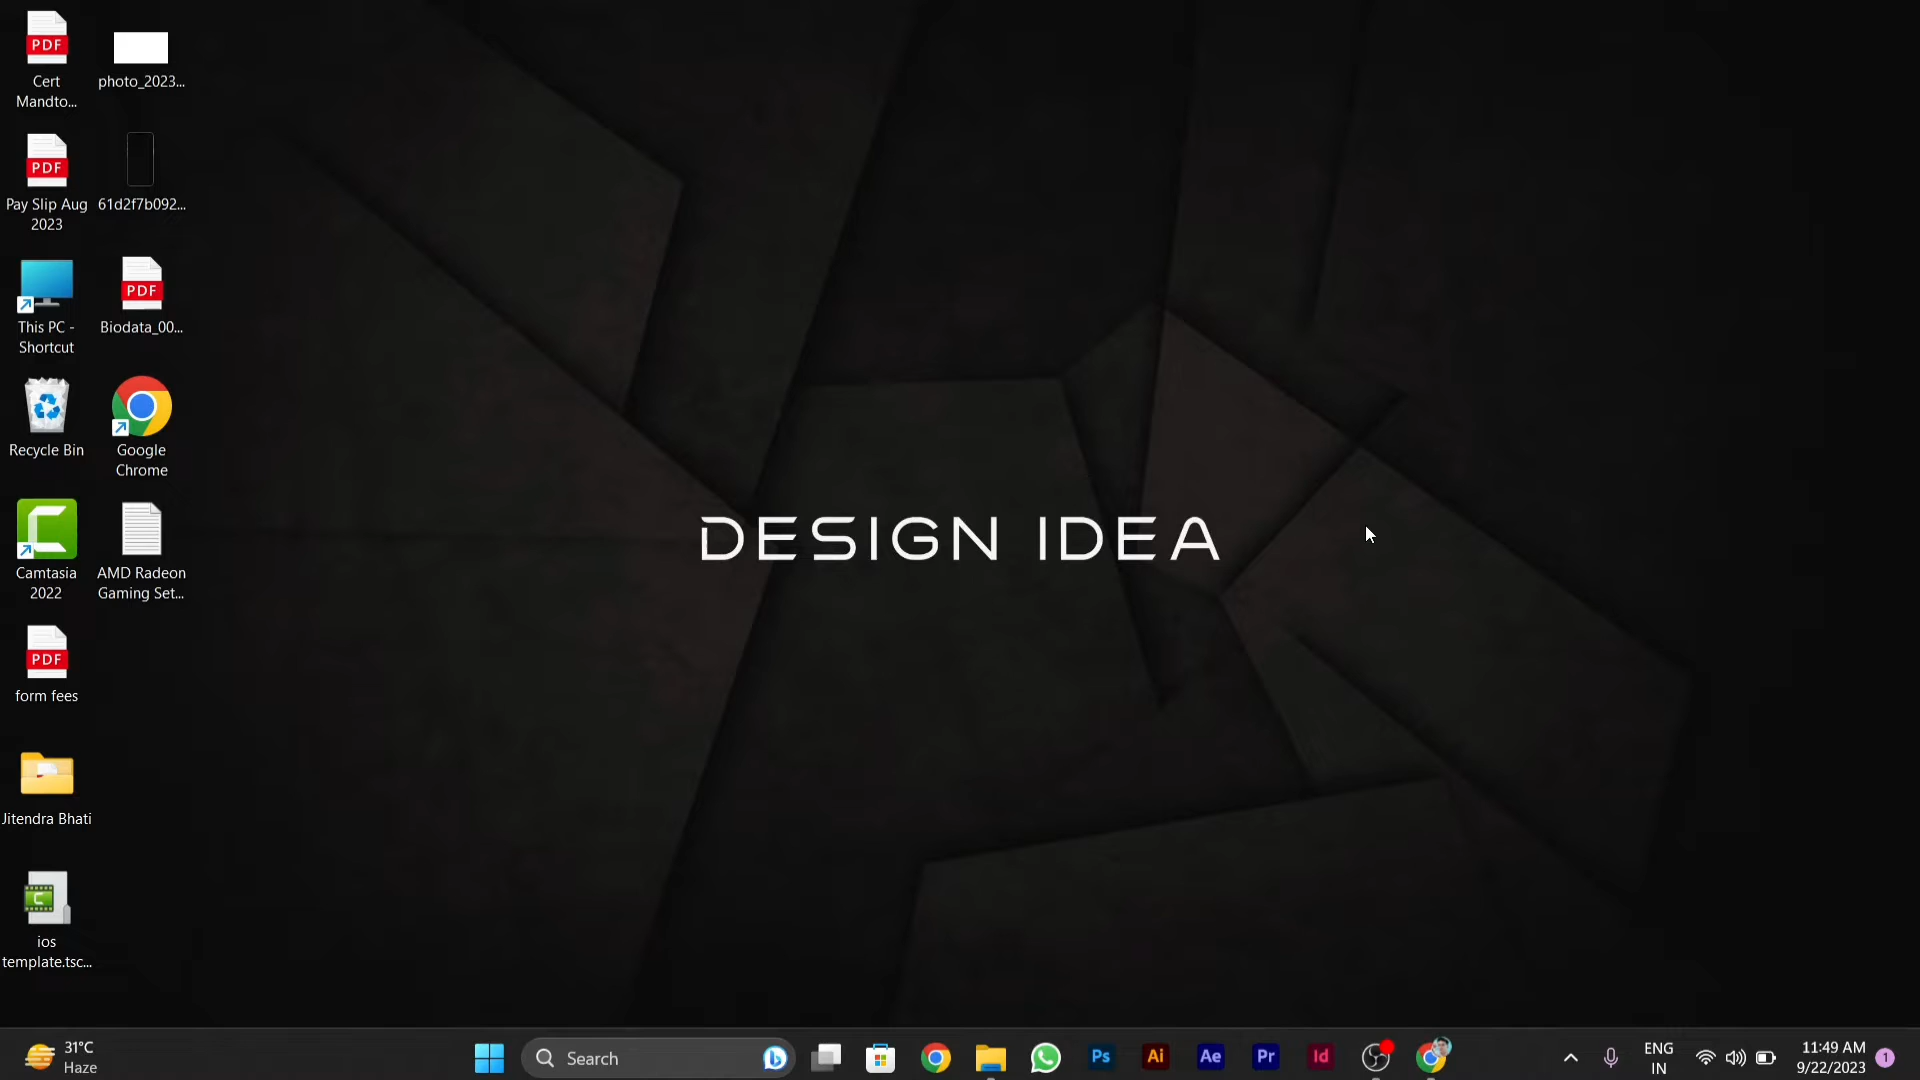 PDF
Cert
Mandto...
photo_2023...
PDF
Pay Slip Aug
2023
61d2f7b092...
This PC -
Shortcut
PDF
Biodata_00...
Recycle Bin
Google
Chrome
Camtasia
2022
AMD Radeon
Gaming Set...
PDF
form fees
Jitendra Bhati
ios
template.tsc...
DESIGN IDEA
31°C
Haze
Search
Ps
Ai
Ae
Pr
Id
ENG
IN
11:49 AM
9/22/2023
1